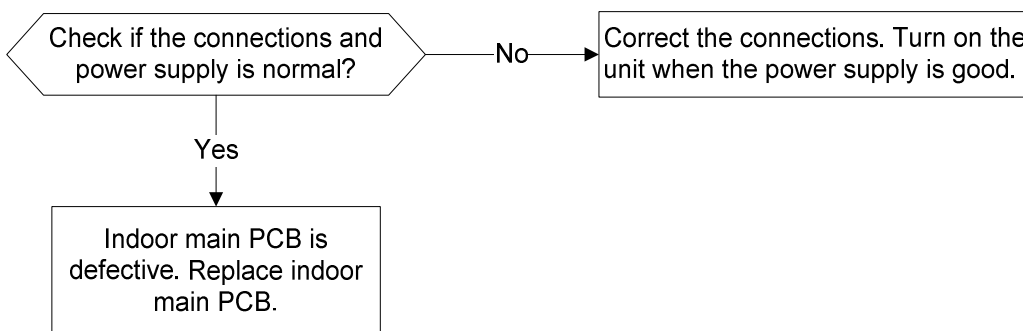 Check if the connections and
power supply is normal?
No
Correct the connections. Turn on the
unit when the power supply is good.
Yes
Indoor main PCB is
defective. Replace indoor
main PCB.